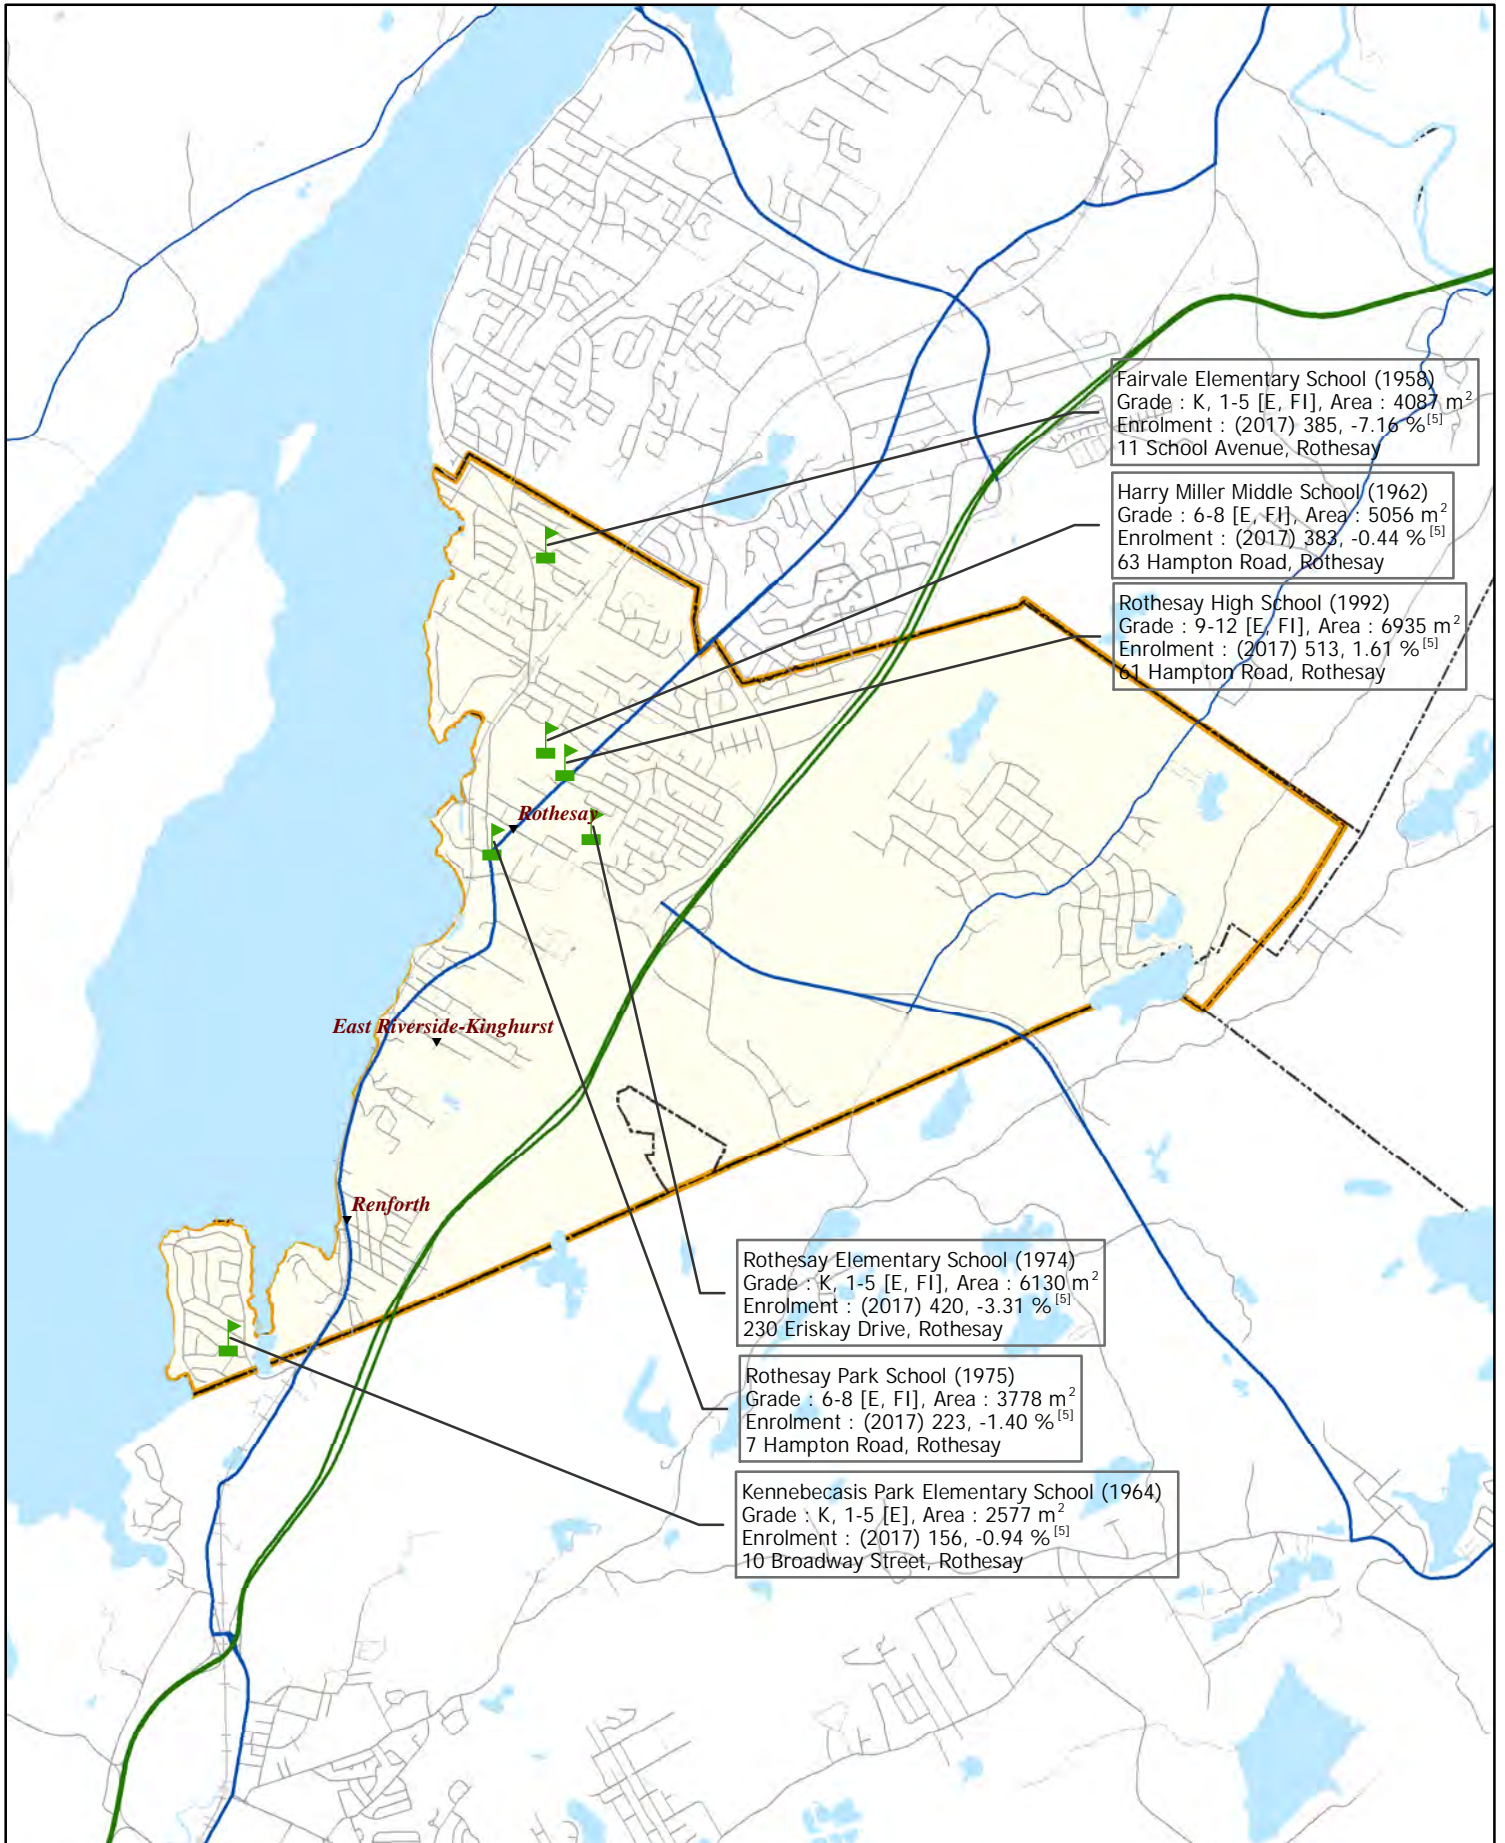 Fairvale Elementary School (1958)
Grade : K, 1-5 [E, FI], Area : 4087 m²
Enrolment : (2017) 385, -7.16 % [5]
11 School Avenue, Rothesay
Harry Miller Middle School (1962)
Grade : 6-8 [E, FI], Area : 5056 m²
Enrolment : (2017) 383, -0.44 % [5]
63 Hampton Road, Rothesay
Rothesay High School (1992)
Grade : 9-12 [E, FI], Area : 6935 m²
Enrolment : (2017) 513, 1.61 % [5]
61 Hampton Road, Rothesay
Rothesay
East Riverside-Kinghurst
Renforth
Rothesay Elementary School (1974)
Grade : K, 1-5 [E, FI], Area : 6130 m²
Enrolment : (2017) 420, -3.31 % [5]
230 Eriskay Drive, Rothesay
Rothesay Park School (1975)
Grade : 6-8 [E, FI], Area : 3778 m²
Enrolment : (2017) 223, -1.40 % [5]
7 Hampton Road, Rothesay
Kennebecasis Park Elementary School (1964)
Grade : K, 1-5 [E], Area : 2577 m²
Enrolment : (2017) 156, -0.94 % [5]
10 Broadway Street, Rothesay